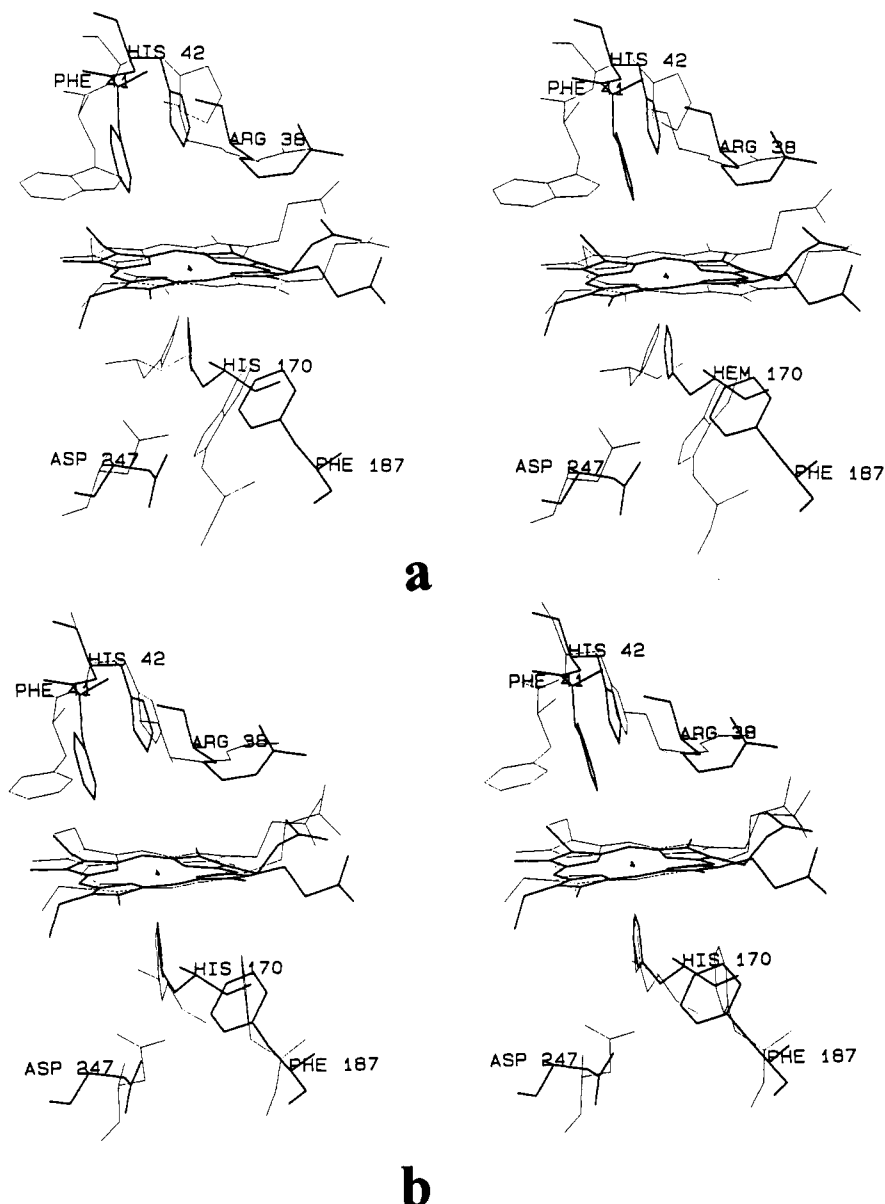 HIS 42
PHE 41
ARG 38
HIS 170
ASP 247
PHE 187
HIS 42
PHE 41
ARG 38
HEM 170
ASP 247
PHE 187
a
HIS 42
PHE 41
ARG 38
HIS 170
ASP 247
PHE 187
HIS 42
PHE 41
ARG 38
HIS 170
ASP 247
PHE 187
b